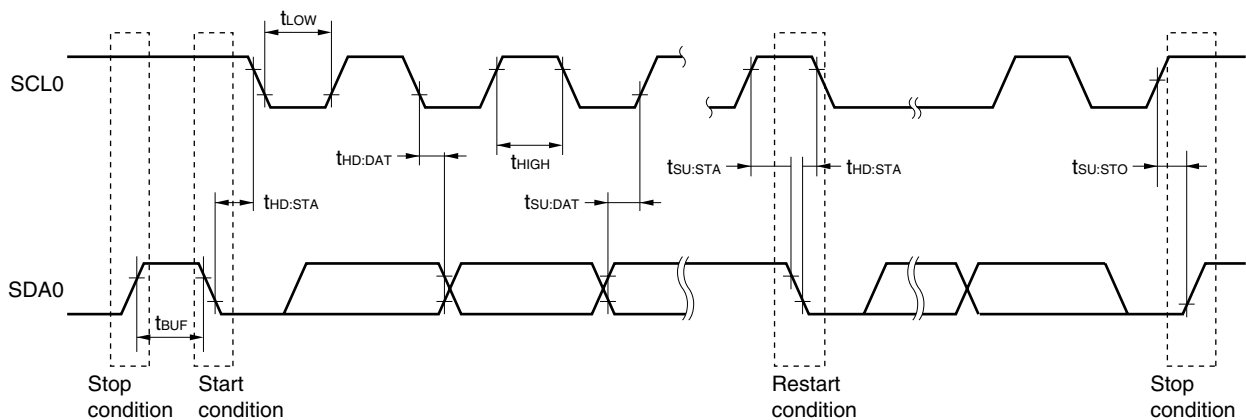 tLOW
SCL0
tHD:DAT
tHIGH
tSU:STA
tHD:STA
tSU:STO
tHD:STA
tSU:DAT
SDA0
tBUF
Stop
condition
Start
condition
Restart
condition
Stop
condition